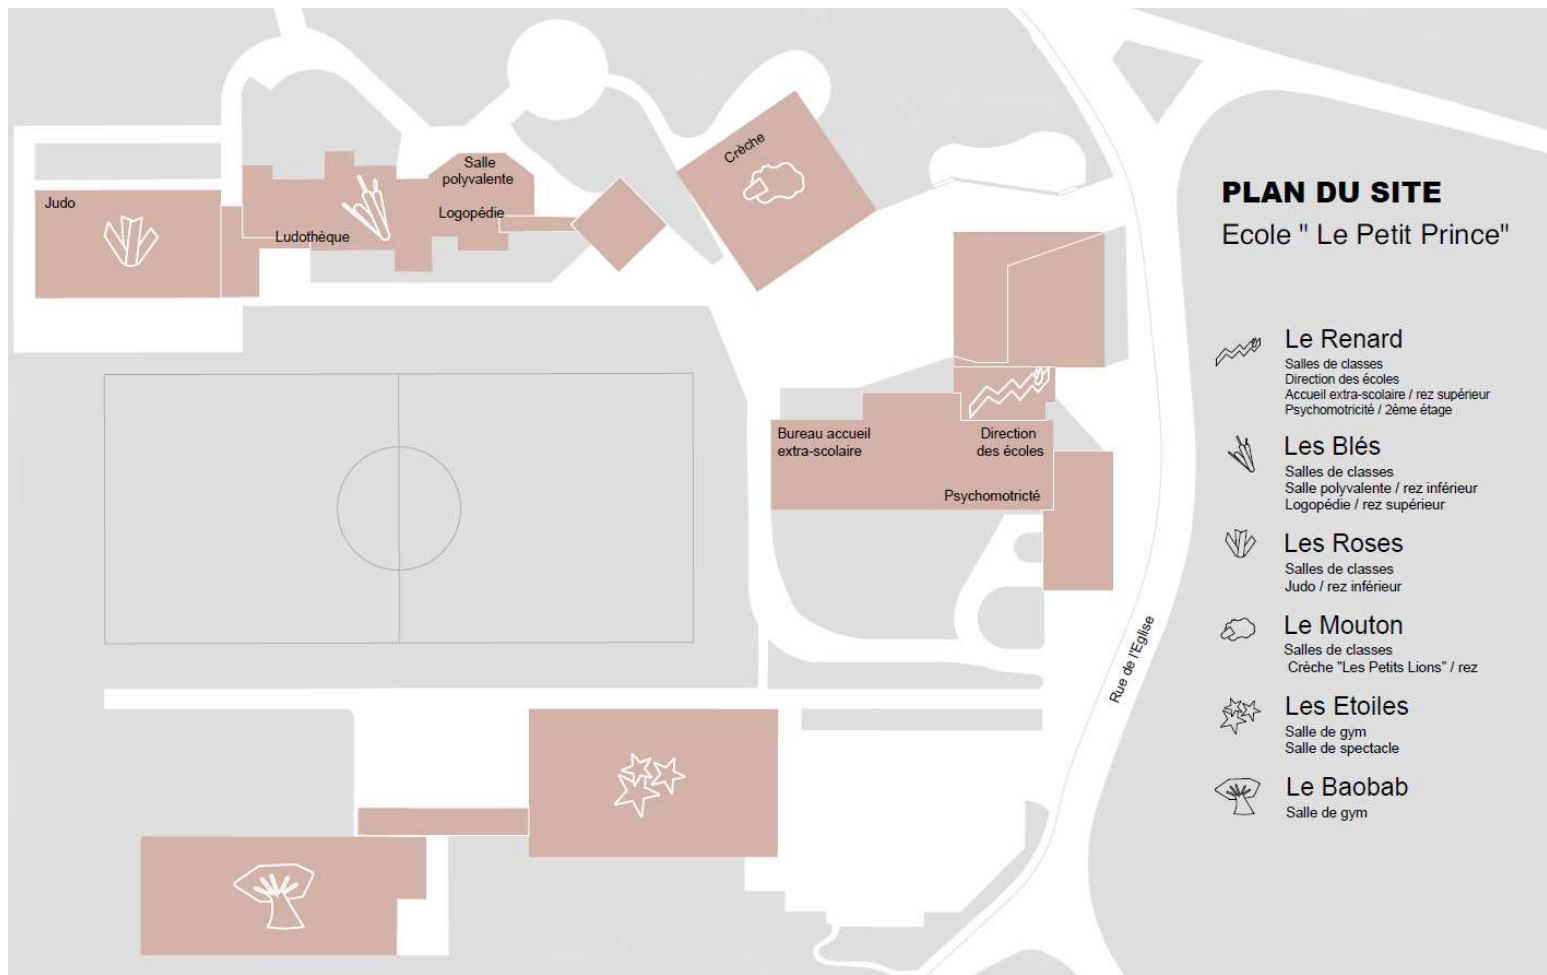 Judo
Salle
polyvalente
Logopédie
Ludothèque
Crèche
Bureau accueil
extra-scolaire
Direction
des écoles
Psychomotricté
Rue de l'Eglise
PLAN DU SITE
Ecole " Le Petit Prince"
Le Renard
Salles de classes
Direction des écoles
Accueil extra-scolaire / rez supérieur
Psychomotricité / 2ème étage
Les Blés
Salles de classes
Salle polyvalente / rez inférieur
Logopédie / rez supérieur
Les Roses
Salles de classes
Judo / rez inférieur
Le Mouton
Salles de classes
Crèche "Les Petits Lions" / rez
Les Etoiles
Salle de gym
Salle de spectacle
Le Baobab
Salle de gym